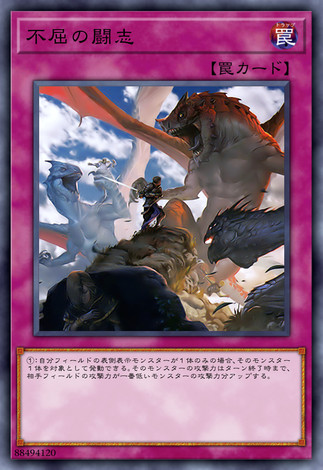 不屈の闘志
トラップ
罠
【罠カード】
①:自分フィールドの表側表示モンスターが１体のみの場合、そのモンスター
１体を対象として発動できる。そのモンスターの攻撃力はターン終了時まで、
相手フィールドの攻撃力が一番低いモンスターの攻撃力分アップする。
88494120